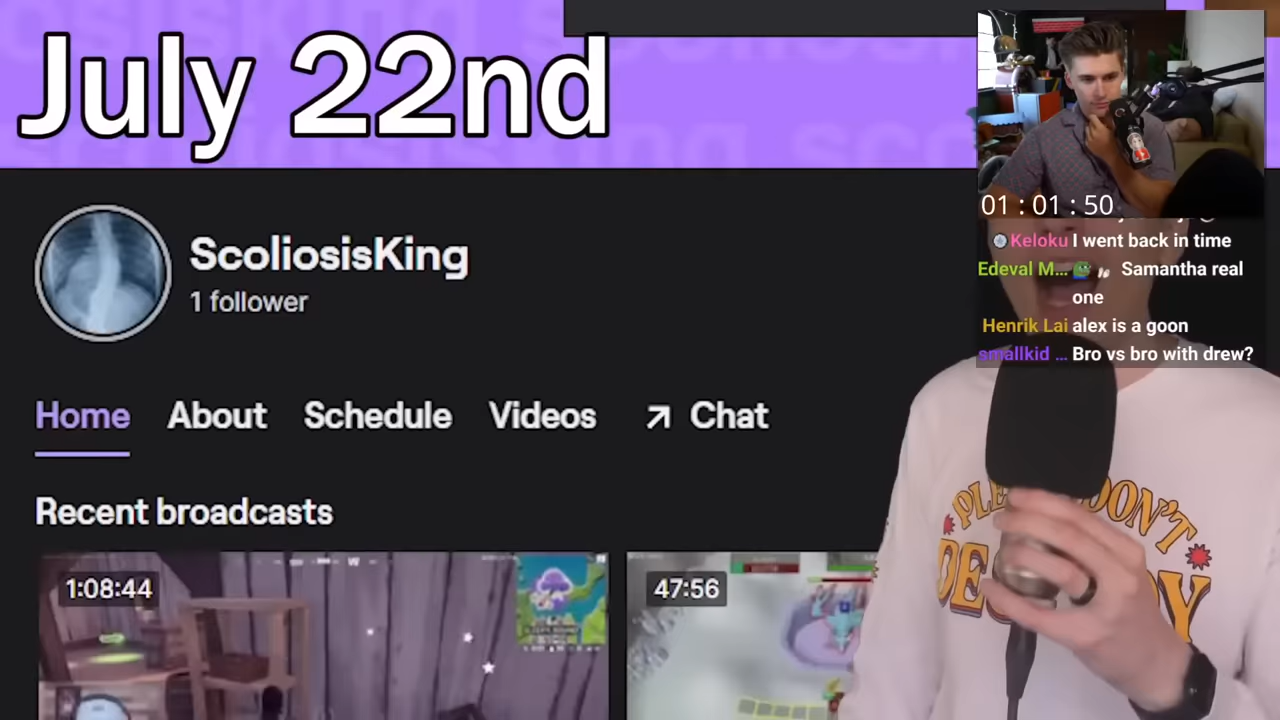 July 22nd
ScoliosisKing
1 follower
Home About Schedule Videos Chat
Recent broadcasts
1:08:44
47:56
01 : 01 : 50
Keloku I went back in time
Edeval M... Samantha real
one
Henrik Lai alex is a goon
smallkid ... Bro vs bro with drew?
DON'T